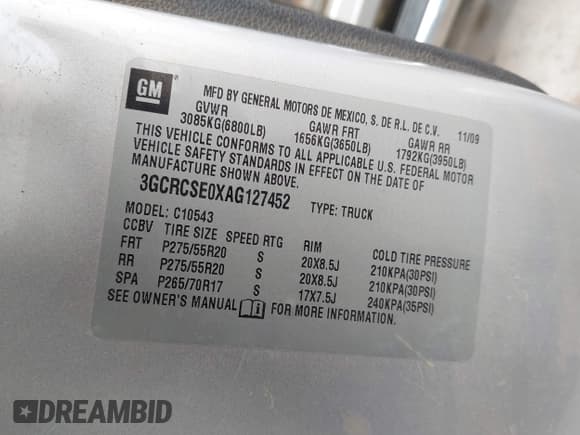 GM
MFD BY GENERAL MOTORS DE MEXICO, S. DE R.L. DE C.V. 11/09
GVWR GAWR FRT GAWR RR
3085KG(6800LB) 1656KG(3650LB) 1792KG(3950LB)
THIS VEHICLE CONFORMS TO ALL APPLICABLE U.S. FEDERAL MOTOR
VEHICLE SAFETY STANDARDS IN EFFECT ON THE DATE OF
MANUFACTURE SHOWN ABOVE.
3GCRCSE0XAG127452 TYPE: TRUCK
MODEL: C10543
CCBV TIRE SIZE SPEED RTG RIM COLD TIRE PRESSURE
FRT P275/55R20 S 20X8.5J 210KPA(30PSI)
RR P275/55R20 S 20X8.5J 210KPA(30PSI)
SPA P265/70R17 S 17X7.5J 240KPA(35PSI)
SEE OWNER'S MANUAL FOR MORE INFORMATION.
DREAMBID